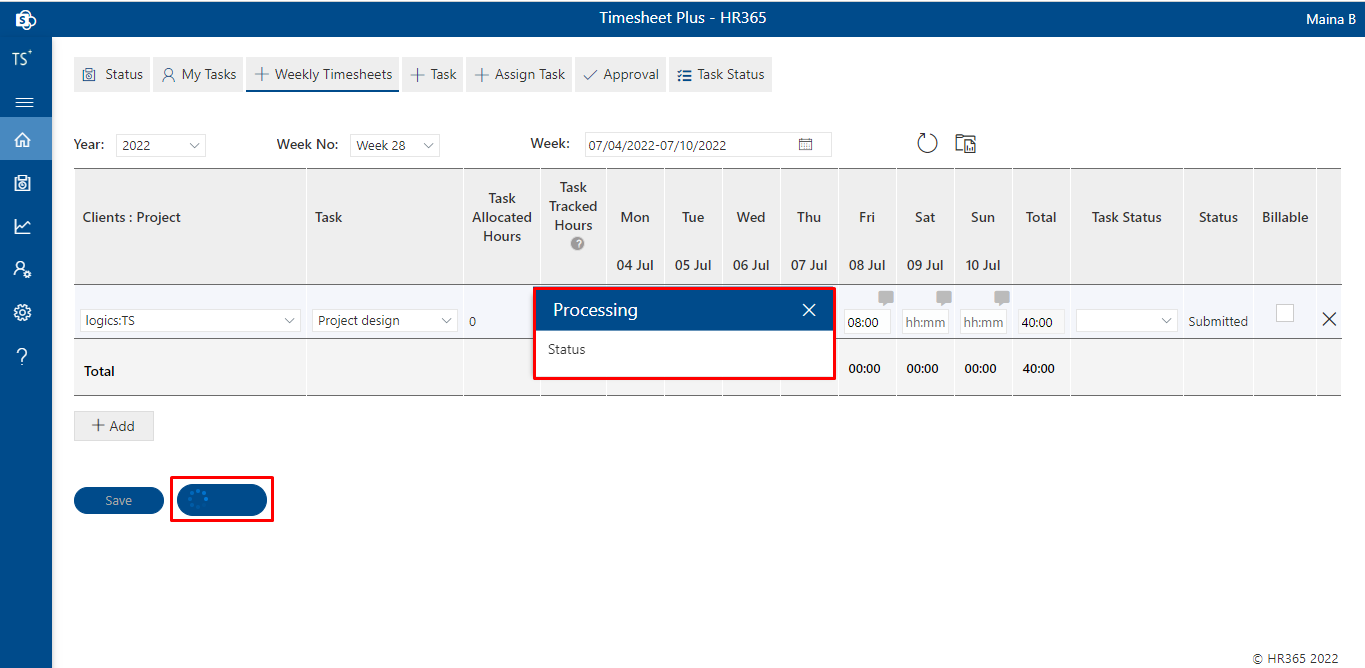 Timesheet Plus - HR365
Maina B
TS+
Status
My Tasks
Weekly Timesheets
Task
Assign Task
Approval
Task Status
Year: 2022
Week No: Week 28
Week: 07/04/2022-07/10/2022
Clients : Project
Task
Task
Allocated
Hours
Task
Tracked
Hours
?
Mon
04 Jul
Tue
05 Jul
Wed
06 Jul
Thu
07 Jul
Fri
08 Jul
Sat
09 Jul
Sun
10 Jul
Total
Task Status
Status
Billable
logics:TS
Project design
0
08:00
hh:mm
hh:mm
40:00
Submitted
Processing
Status
Total
00:00
00:00
00:00
40:00
+ Add
Save
© HR365 2022